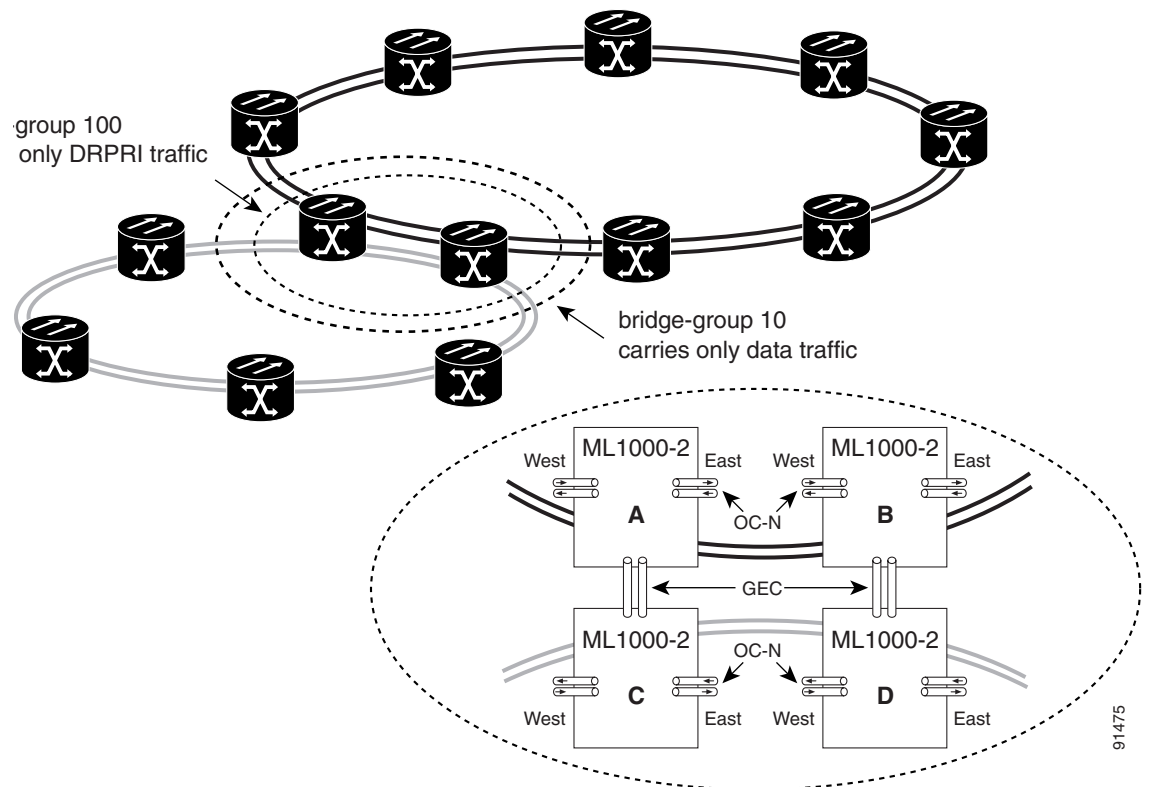 -group 100
only DRPRI traffic
bridge-group 10
carries only data traffic
ML1000-2
ML1000-2
West
East
West
East
OC-N
A
B
GEC
ML1000-2
ML1000-2
OC-N
C
D
West
East
West
East
91475